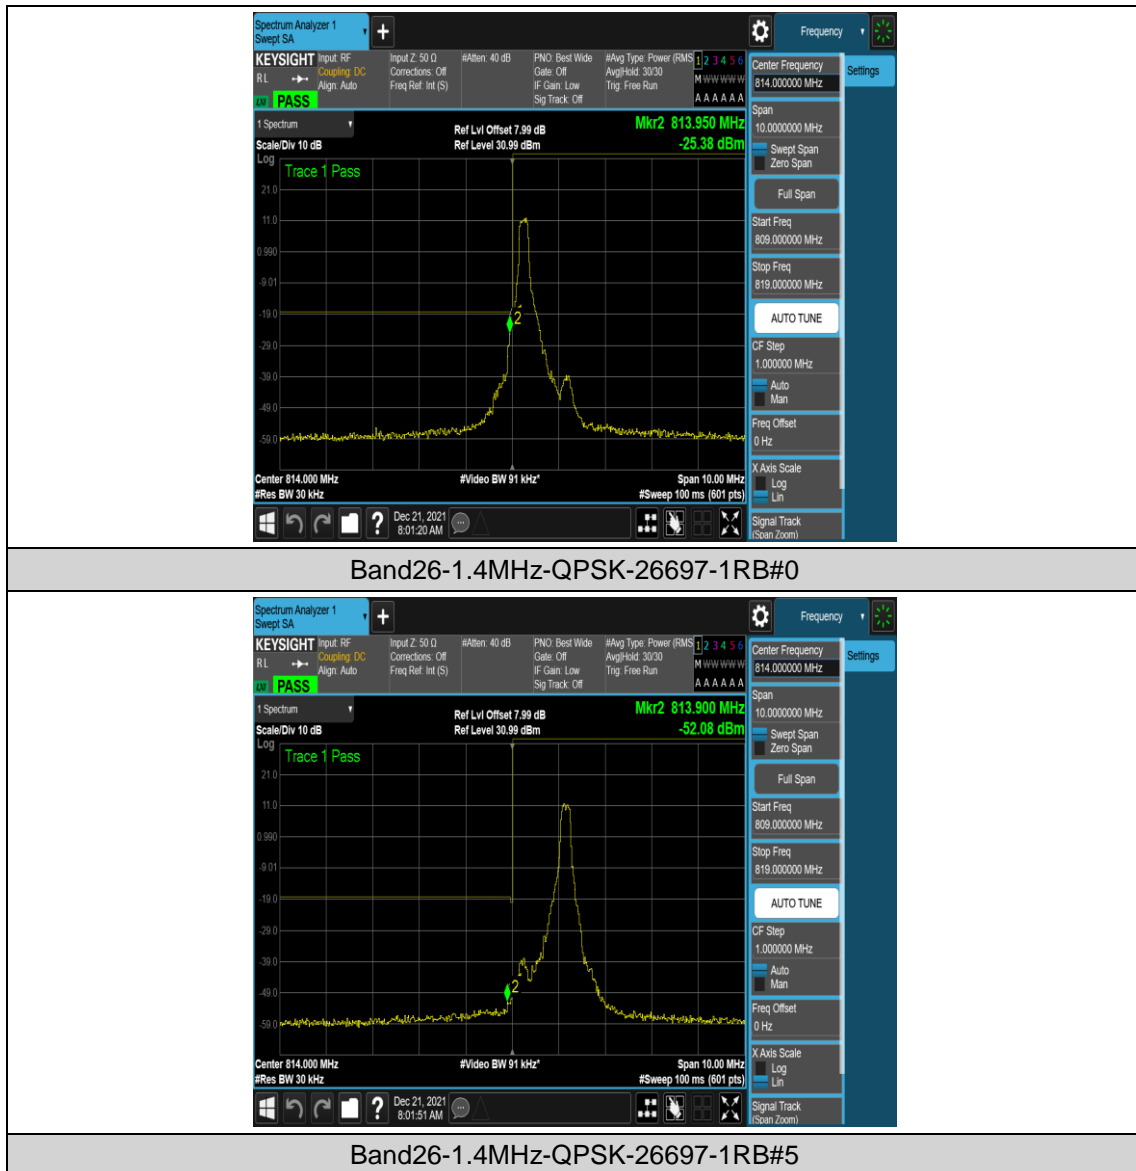 Spectrum Analyzer 1
Swept SA
+
Frequency
KEYSIGHT Input: RF Input Z: 50 Ω #Atten: 40 dB PNO: Best Wide #Avg Type: Power (RMS 1 2 3 4 5 6
RL Coupling: DC Corrections: Off Gate: Off Avg|Hold: 30/30 M W W W W W
Align: Auto Freq Ref: Int (S) IF Gain: Low Trig: Free Run
PASS Sig Track: Off A A A A A A
Center Frequency
814.000000 MHz
Settings
1 Spectrum
Ref Lvl Offset 7.99 dB
Mkr2 813.950 MHz
Scale/Div 10 dB
Ref Level 30.99 dBm
-25.38 dBm
Span
10.0000000 MHz
Swept Span
Zero Span
Log
Trace 1 Pass
21.0
11.0
0.990
-9.01
-19.0
-29.0
-39.0
-49.0
-59.0
2
Full Span
Start Freq
809.000000 MHz
Stop Freq
819.000000 MHz
AUTO TUNE
CF Step
1.000000 MHz
Auto
Man
Freq Offset
0 Hz
X Axis Scale
Log
Lin
Signal Track
(Span Zoom)
Center 814.000 MHz #Video BW 91 kHz* Span 10.00 MHz
#Res BW 30 kHz #Sweep 100 ms (601 pts)
? Dec 21, 2021
8:01:20 AM
Band26-1.4MHz-QPSK-26697-1RB#0
Spectrum Analyzer 1
Swept SA
+
Frequency
KEYSIGHT Input: RF Input Z: 50 Ω #Atten: 40 dB PNO: Best Wide #Avg Type: Power (RMS 1 2 3 4 5 6
RL Coupling: DC Corrections: Off Gate: Off Avg|Hold: 30/30 M W W W W W
Align: Auto Freq Ref: Int (S) IF Gain: Low Trig: Free Run
PASS Sig Track: Off A A A A A A
Center Frequency
814.000000 MHz
Settings
1 Spectrum
Ref Lvl Offset 7.99 dB
Mkr2 813.900 MHz
Scale/Div 10 dB
Ref Level 30.99 dBm
-52.08 dBm
Span
10.0000000 MHz
Swept Span
Zero Span
Log
Trace 1 Pass
21.0
11.0
0.990
-9.01
-19.0
-29.0
-39.0
-49.0
-59.0
2
Full Span
Start Freq
809.000000 MHz
Stop Freq
819.000000 MHz
AUTO TUNE
CF Step
1.000000 MHz
Auto
Man
Freq Offset
0 Hz
X Axis Scale
Log
Lin
Signal Track
(Span Zoom)
Center 814.000 MHz #Video BW 91 kHz* Span 10.00 MHz
#Res BW 30 kHz #Sweep 100 ms (601 pts)
? Dec 21, 2021
8:01:51 AM
Band26-1.4MHz-QPSK-26697-1RB#5